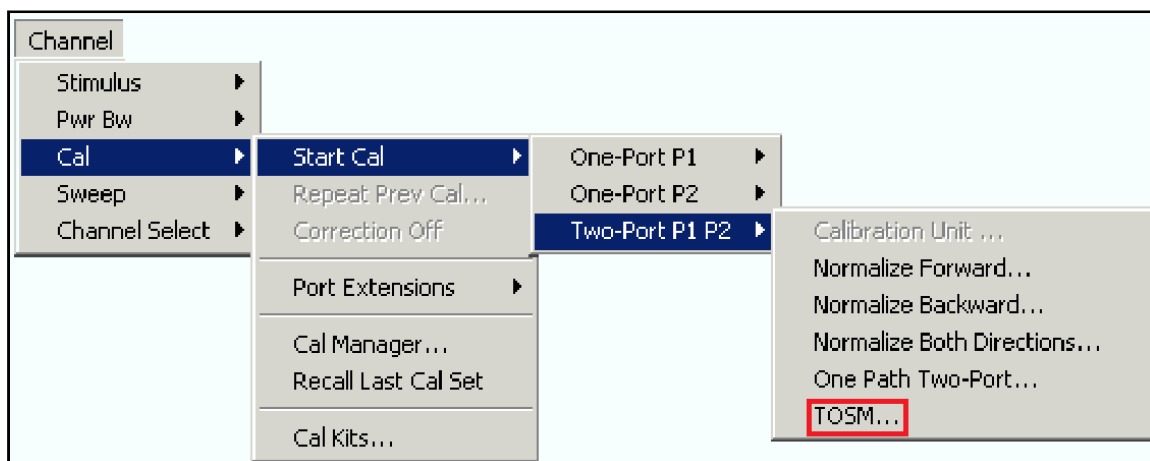 Channel
Stimulus
Pwr Bw
Cal
Sweep
Channel Select
Start Cal
Repeat Prev Cal...
Correction Off
Port Extensions
Cal Manager...
Recall Last Cal Set
Cal Kits...
One-Port P1
One-Port P2
Two-Port P1 P2
Calibration Unit ...
Normalize Forward...
Normalize Backward...
Normalize Both Directions...
One Path Two-Port...
TOSM...